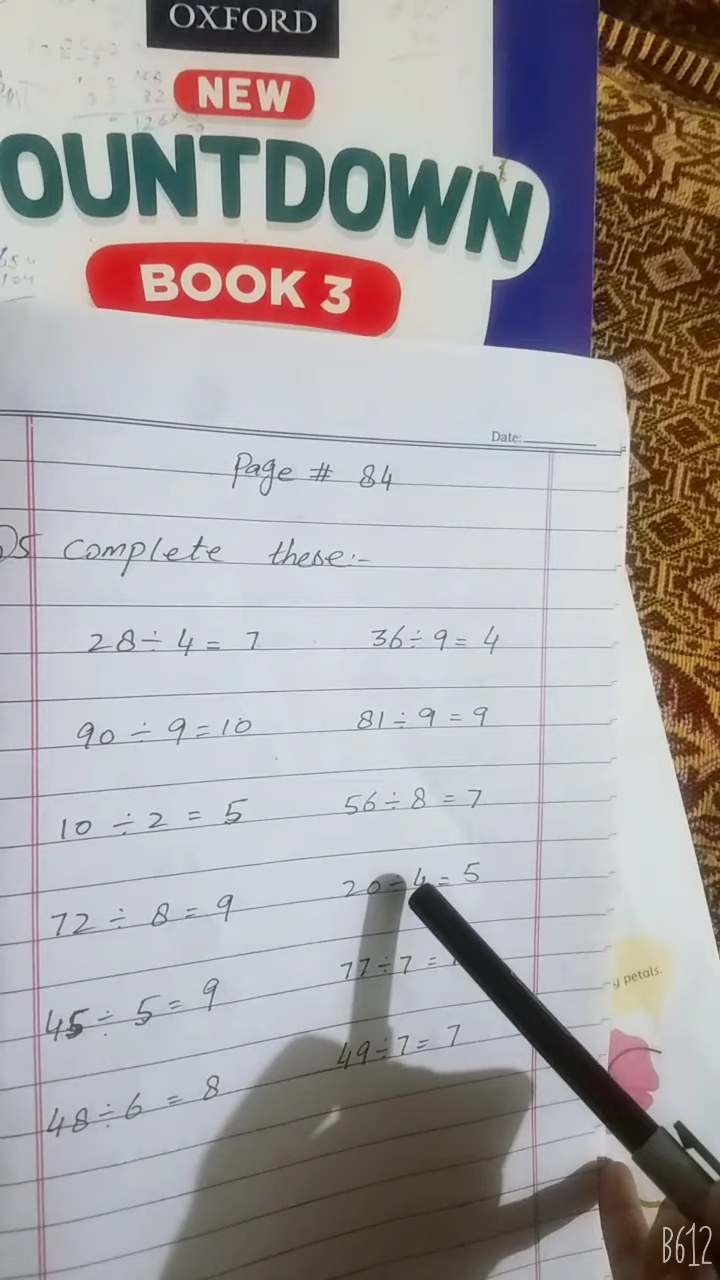 OXFORD
NEW
OUNTDOWN
BOOK 3
Date:
Page # 84
Q5 Complete these:-
28÷4 = 7 36÷9 = 4
90 ÷ 9 = 10 81 ÷ 9 = 9
10 ÷ 2 = 5 56÷8 = 7
72 ÷ 8 = 9 20÷4 = 5
45 ÷ 5 = 9 77÷7 =
48÷6 = 8 49÷7 = 7
y petals.
B612